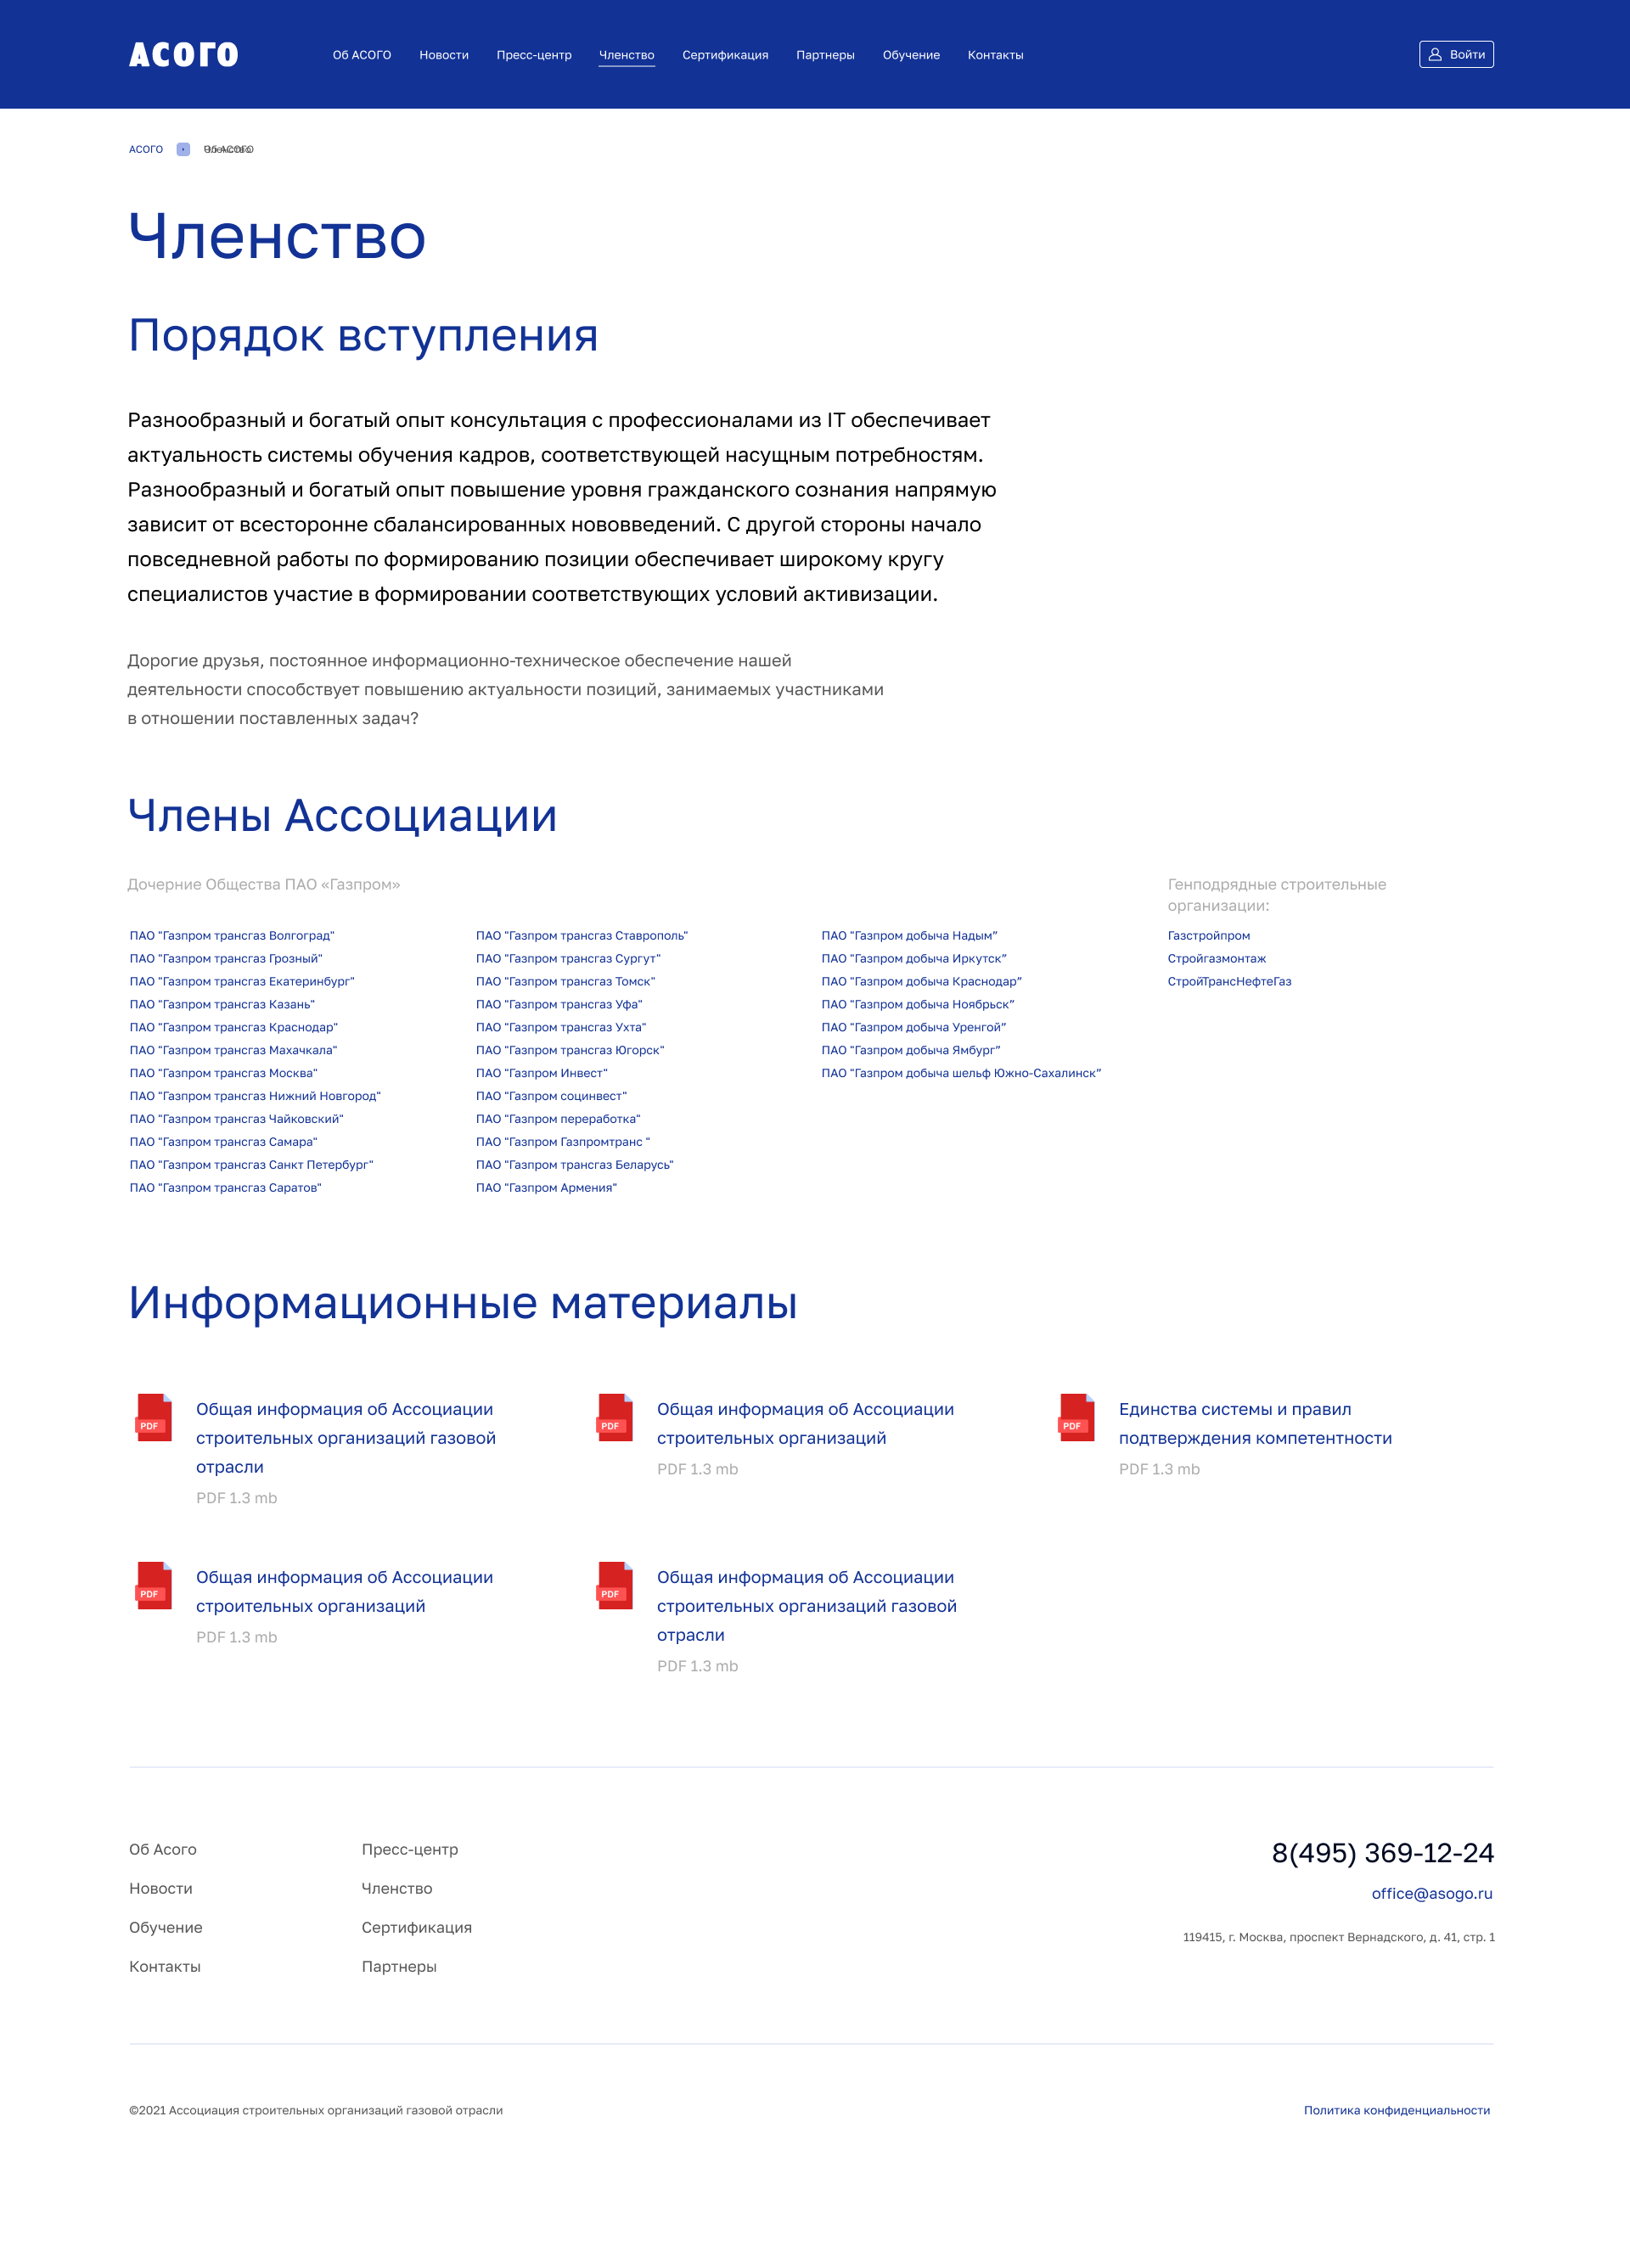 АСОГО
Об АСОГО
Новости
Пресс-центр
Членство
Сертификация
Партнеры
Обучение
Контакты
Войти
АСОГО
Членство
Порядок вступления
Разнообразный и богатый опыт консультация с профессионалами из IT обеспечивает
актуальность системы обучения кадров, соответствующей насущным потребностям.
Разнообразный и богатый опыт повышение уровня гражданского сознания напрямую
зависит от всесторонне сбалансированных нововведений. С другой стороны начало
повседневной работы по формированию позиции обеспечивает широкому кругу
специалистов участие в формировании соответствующих условий активизации.
Дорогие друзья, постоянное информационно-техническое обеспечение нашей
деятельности способствует повышению актуальности позиций, занимаемых участниками
в отношении поставленных задач?
Члены Ассоциации
Дочерние Общества ПАО «Газпром»
ПАО "Газпром трансгаз Волгоград"
ПАО "Газпром трансгаз Грозный"
ПАО "Газпром трансгаз Екатеринбург"
ПАО "Газпром трансгаз Казань"
ПАО "Газпром трансгаз Краснодар"
ПАО "Газпром трансгаз Махачкала"
ПАО "Газпром трансгаз Москва"
ПАО "Газпром трансгаз Нижний Новгород"
ПАО "Газпром трансгаз Чайковский"
ПАО "Газпром трансгаз Самара"
ПАО "Газпром трансгаз Санкт Петербург"
ПАО "Газпром трансгаз Саратов"
ПАО "Газпром трансгаз Ставрополь"
ПАО "Газпром трансгаз Сургут"
ПАО "Газпром трансгаз Томск"
ПАО "Газпром трансгаз Уфа"
ПАО "Газпром трансгаз Ухта"
ПАО "Газпром трансгаз Югорск"
ПАО "Газпром Инвест"
ПАО "Газпром социнвест"
ПАО "Газпром переработка"
ПАО "Газпром Газпромтранс "
ПАО "Газпром трансгаз Беларусь"
ПАО "Газпром Армения"
ПАО "Газпром добыча Надым”
ПАО "Газпром добыча Иркутск”
ПАО "Газпром добыча Краснодар”
ПАО "Газпром добыча Ноябрьск”
ПАО "Газпром добыча Уренгой”
ПАО "Газпром добыча Ямбург”
ПАО "Газпром добыча шельф Южно-Сахалинск”
Генподрядные строительные
организации:
Газстройпром
Стройгазмонтаж
СтройТрансНефтеГаз
Информационные материалы
PDF
Общая информация об Ассоциации
строительных организаций газовой
отрасли
PDF 1.3 mb
PDF
Общая информация об Ассоциации
строительных организаций
PDF 1.3 mb
PDF
Единства системы и правил
подтверждения компетентности
PDF 1.3 mb
PDF
Общая информация об Ассоциации
строительных организаций
PDF 1.3 mb
PDF
Общая информация об Ассоциации
строительных организаций газовой
отрасли
PDF 1.3 mb
Об Асого
Новости
Обучение
Контакты
Пресс-центр
Членство
Сертификация
Партнеры
8(495) 369-12-24
office@asogo.ru
119415, г. Москва, проспект Вернадского, д. 41, стр. 1
©2021 Ассоциация строительных организаций газовой отрасли
Политика конфиденциальности